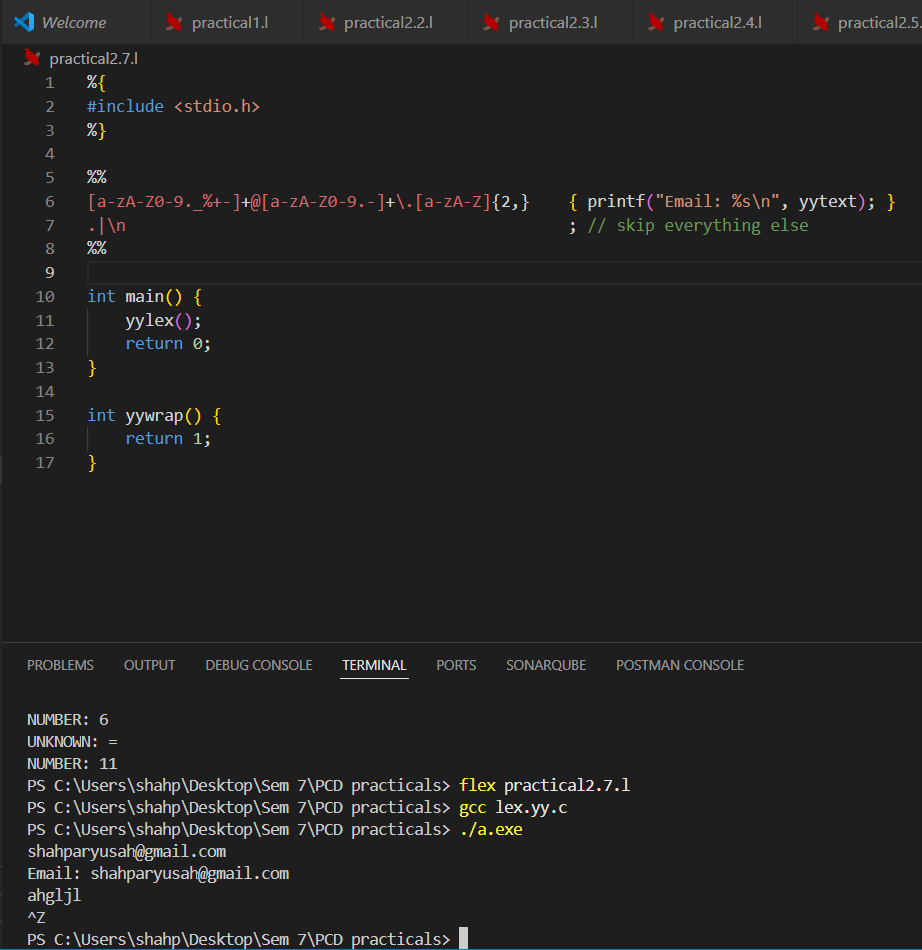 Welcome practical1.l practical2.2.l practical2.3.l practical2.4.l practical2.5.
practical2.7.l
1 %{
2 #include <stdio.h>
3 %}
4
5 %%
6 [a-zA-Z0-9._%+-]+@[a-zA-Z0-9.-]+\.[a-zA-Z]{2,} { printf("Email: %s\n", yytext); }
7 .|\n ; // skip everything else
8 %%
9
10 int main() {
11 yylex();
12 return 0;
13 }
14
15 int yywrap() {
16 return 1;
17 }
PROBLEMS OUTPUT DEBUG CONSOLE TERMINAL PORTS SONARQUBE POSTMAN CONSOLE
NUMBER: 6
UNKNOWN: =
NUMBER: 11
PS C:\Users\shahp\Desktop\Sem 7\PCD practicals> flex practical2.7.l
PS C:\Users\shahp\Desktop\Sem 7\PCD practicals> gcc lex.yy.c
PS C:\Users\shahp\Desktop\Sem 7\PCD practicals> ./a.exe
shahparyusah@gmail.com
Email: shahparyusah@gmail.com
ahgljl
^Z
PS C:\Users\shahp\Desktop\Sem 7\PCD practicals>